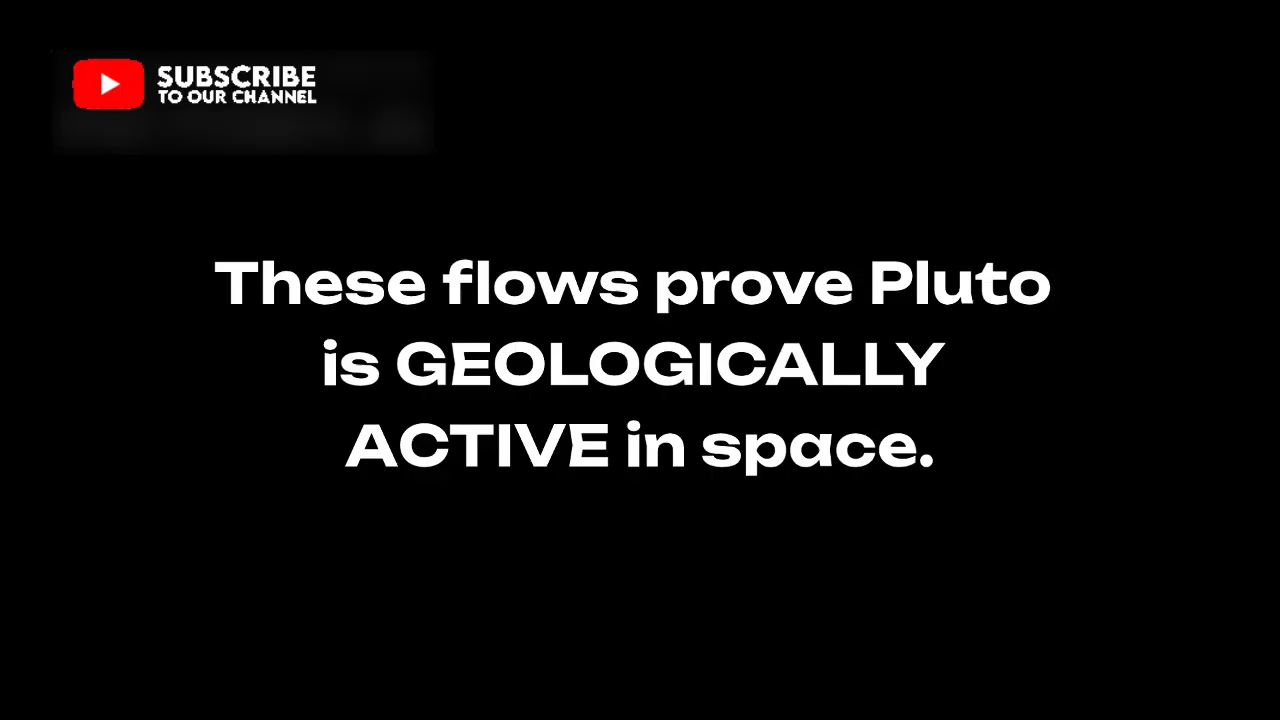 SUBSCRIBE
TO OUR CHANNEL
These flows prove Pluto
is GEOLOGICALLY
ACTIVE in space.